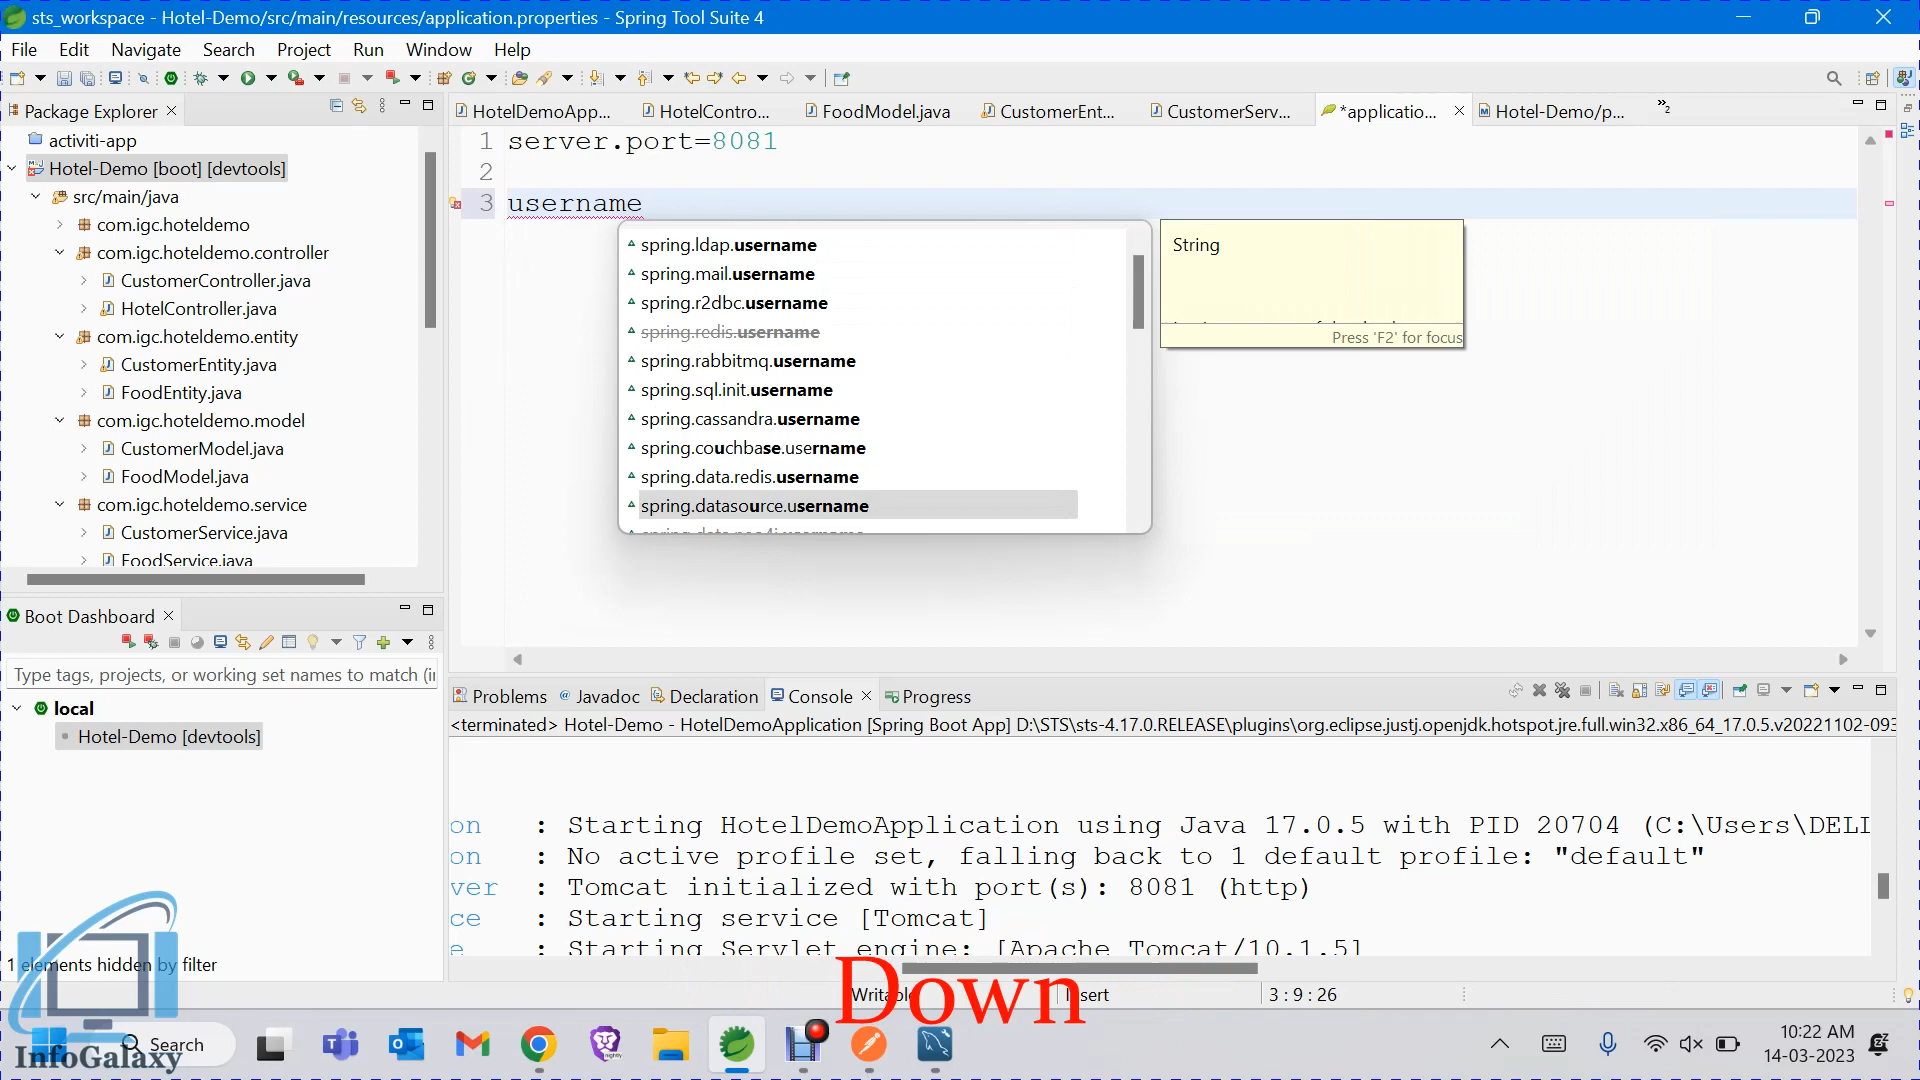 sts_workspace - Hotel-Demo/src/main/resources/application.properties - Spring Tool Suite 4
File Edit Navigate Search Project Run Window Help
Package Explorer
activiti-app
Hotel-Demo [boot] [devtools]
src/main/java
com.igc.hoteldemo
com.igc.hoteldemo.controller
CustomerController.java
HotelController.java
com.igc.hoteldemo.entity
CustomerEntity.java
FoodEntity.java
com.igc.hoteldemo.model
CustomerModel.java
FoodModel.java
com.igc.hoteldemo.service
CustomerService.java
FoodService.java
HotelDemoApp... HotelContro... FoodModel.java CustomerEnt... CustomerServ... *applicatio... Hotel-Demo/p... »2
1 server.port=8081
2
3 username
spring.ldap.username
spring.mail.username
spring.r2dbc.username
spring.redis.username
spring.rabbitmq.username
spring.sql.init.username
spring.cassandra.username
spring.couchbase.username
spring.data.redis.username
spring.datasource.username
String
Press 'F2' for focus
Boot Dashboard
Type tags, projects, or working set names to match (i
local
Hotel-Demo [devtools]
1 elements hidden by filter
Problems Javadoc Declaration Console Progress
<terminated> Hotel-Demo - HotelDemoApplication [Spring Boot App] D:\STS\sts-4.17.0.RELEASE\plugins\org.eclipse.justj.openjdk.hotspot.jre.full.win32.x86_64_17.0.5.v20221102-093
on : Starting HotelDemoApplication using Java 17.0.5 with PID 20704 (C:\Users\DELL
on : No active profile set, falling back to 1 default profile: "default"
ver : Tomcat initialized with port(s): 8081 (http)
ce : Starting service [Tomcat]
e : Starting Servlet engine: [Apache Tomcat/10.1.5]
Writable Insert 3 : 9 : 26
Down
InfoGalaxy
Search
10:22 AM
14-03-2023